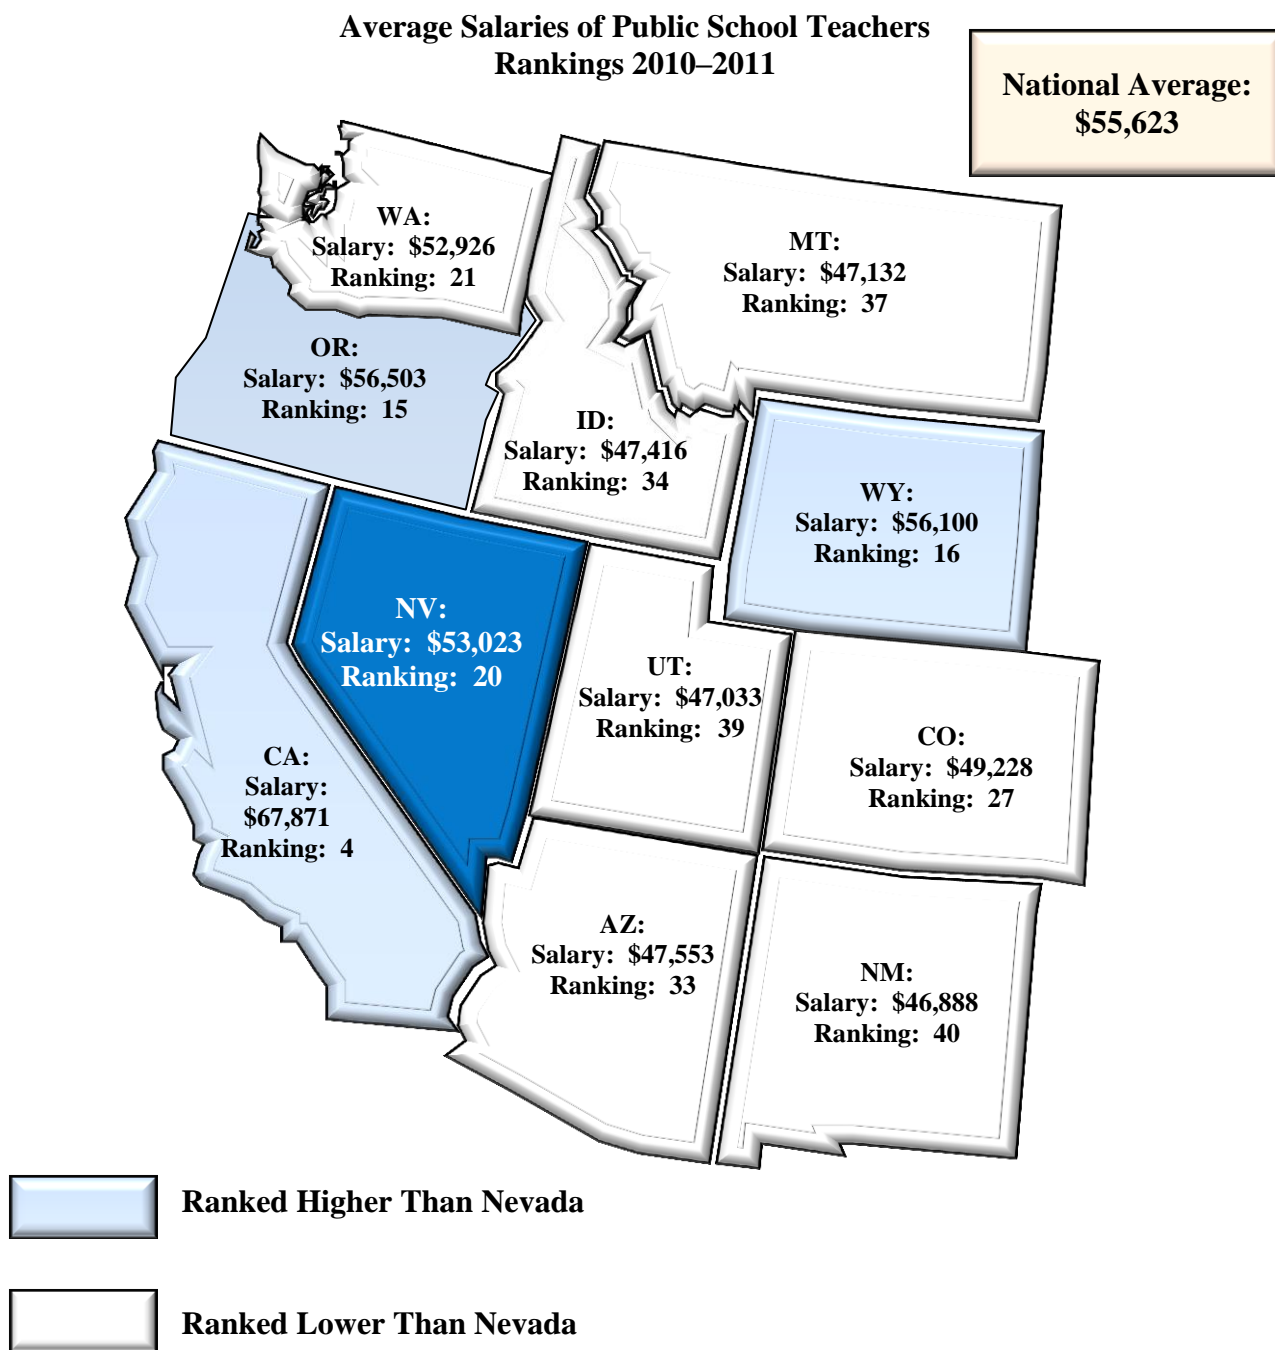 Average Salaries of Public School Teachers
Rankings 2010–2011
National Average:
$55,623
WA:
Salary: $52,926
Ranking: 21
MT:
Salary: $47,132
Ranking: 37
OR:
Salary: $56,503
Ranking: 15
ID:
Salary: $47,416
Ranking: 34
WY:
Salary: $56,100
Ranking: 16
NV:
Salary: $53,023
Ranking: 20
UT:
Salary: $47,033
Ranking: 39
CO:
Salary: $49,228
Ranking: 27
CA:
Salary:
$67,871
Ranking: 4
AZ:
Salary: $47,553
Ranking: 33
NM:
Salary: $46,888
Ranking: 40
Ranked Higher Than Nevada
Ranked Lower Than Nevada